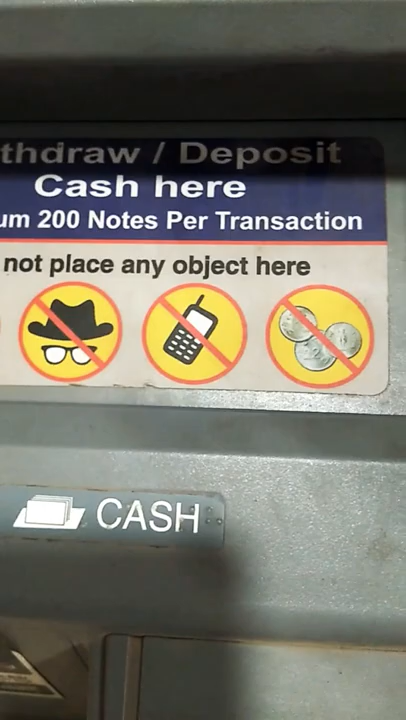 thdraw / Deposit
Cash here
um 200 Notes Per Transaction
not place any object here
CASH